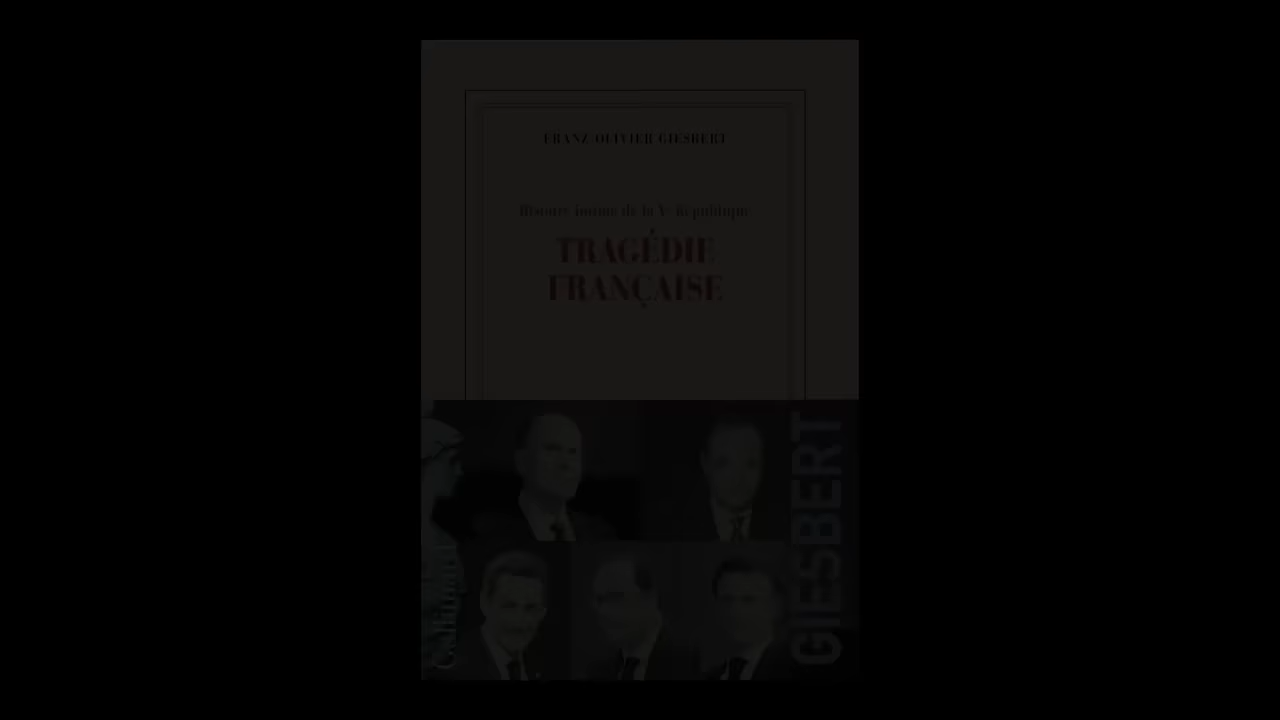 FRANZ-OLIVIER GIESBERT
Histoire intime de la Vᵉ République
TRAGÉDIE
FRANÇAISE
GIESBERT
Gallimard